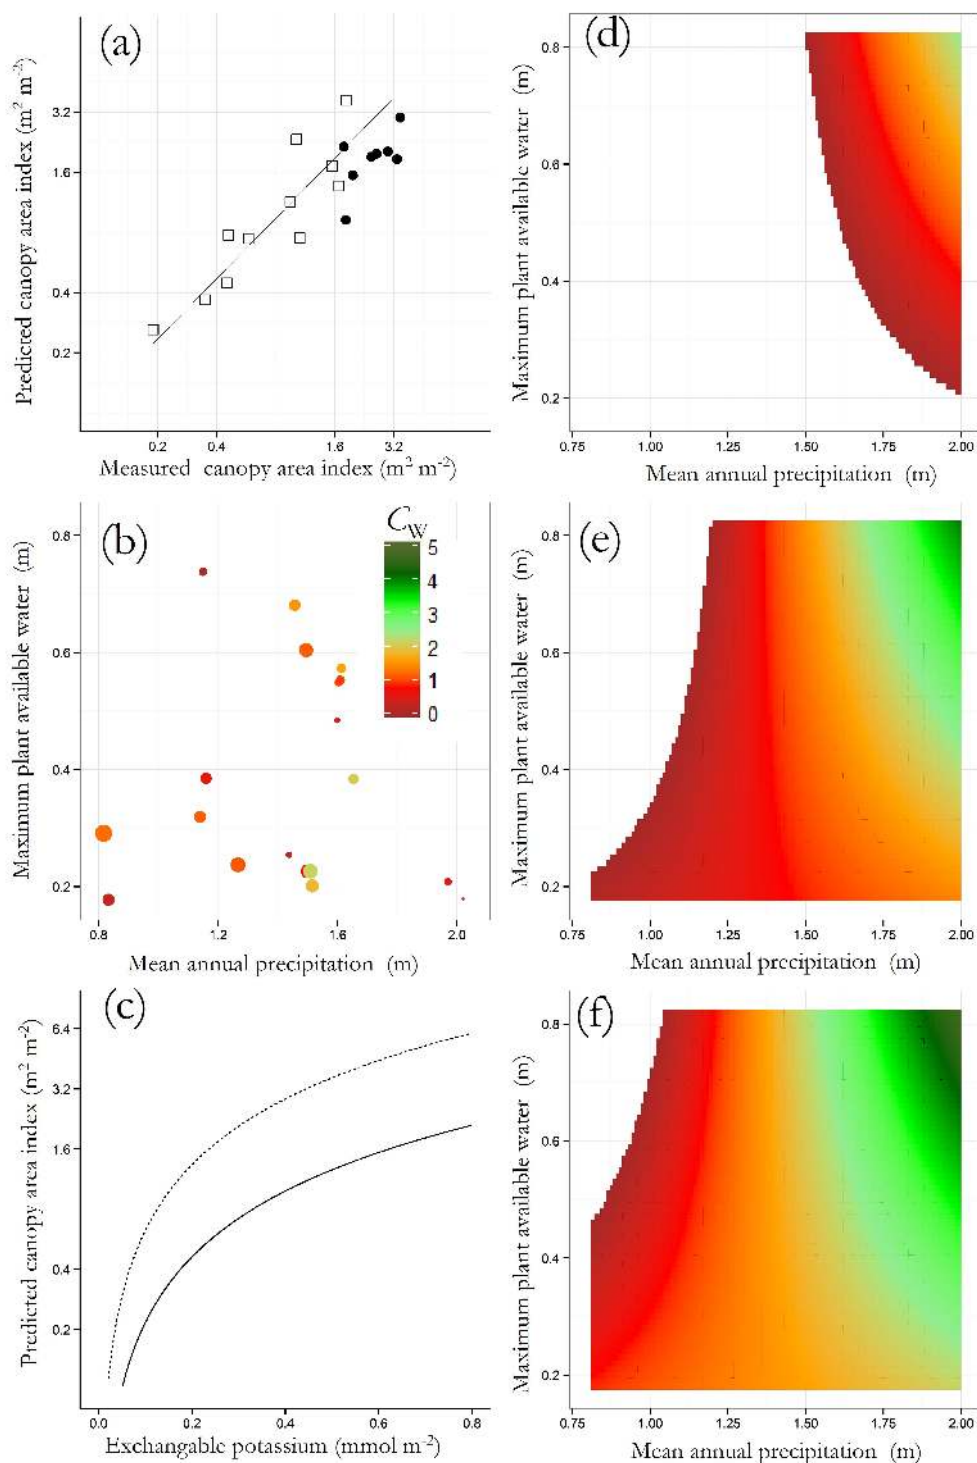 (a)
Predicted canopy area index (m² m⁻²)
3.2
1.6
0.4
0.2
0.2 0.4 1.6 3.2
Measured canopy area index (m² m⁻²)
(d)
Maximum plant available water (m)
0.8
0.6
0.4
0.2
0.75 1.00 1.25 1.50 1.75 2.00
Mean annual precipitation (m)
(b)
Maximum plant available water (m)
0.8
0.6
0.4
0.2
C_W
5
4
3
2
1
0
0.8 1.2 1.6 2.0
Mean annual precipitation (m)
(e)
Maximum plant available water (m)
0.8
0.6
0.4
0.2
0.75 1.00 1.25 1.50 1.75 2.00
Mean annual precipitation (m)
(c)
Predicted canopy area index (m² m⁻²)
6.4
3.2
1.6
0.4
0.2
0.0 0.2 0.4 0.6 0.8
Exchangable potassium (mmol m⁻²)
(f)
Maximum plant available water (m)
0.8
0.6
0.4
0.2
0.75 1.00 1.25 1.50 1.75 2.00
Mean annual precipitation (m)